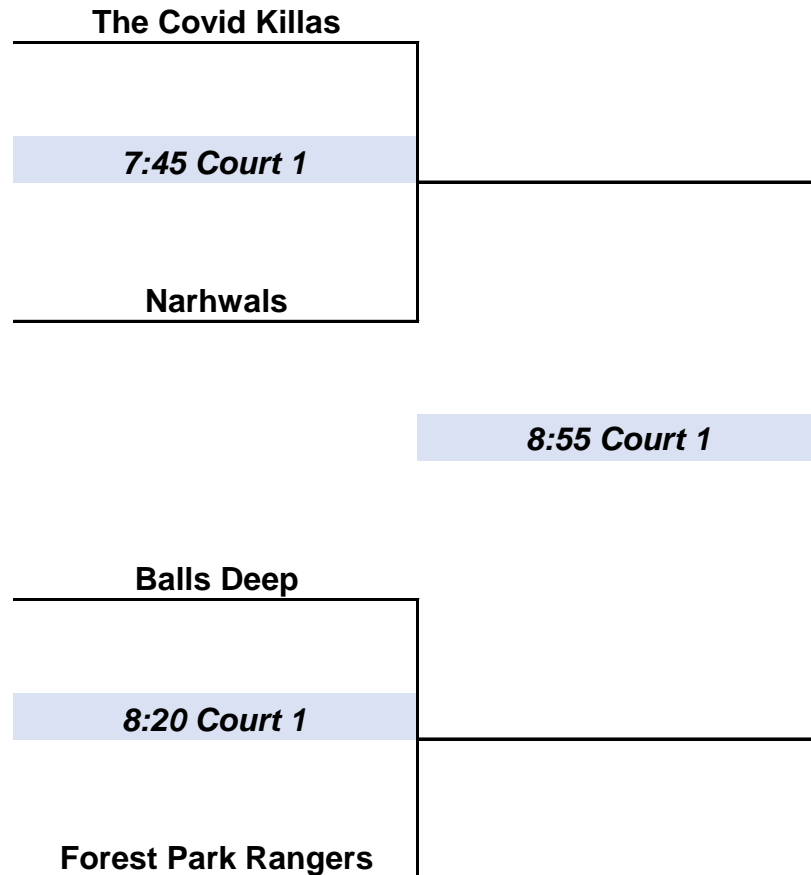 The Covid Killas
7:45 Court 1
Narhwals
8:55 Court 1
Balls Deep
8:20 Court 1
Forest Park Rangers